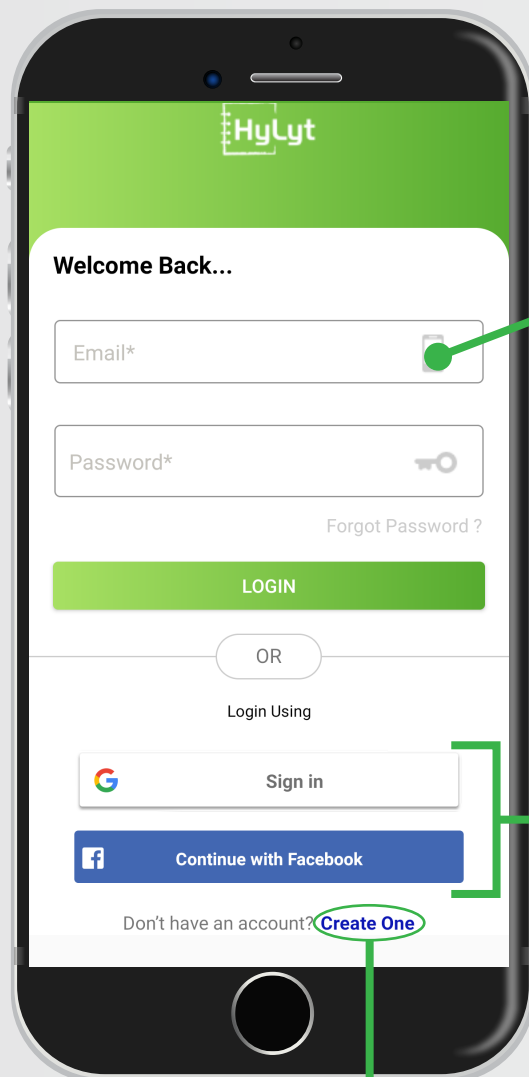 HyLyt
Welcome Back...
Email*
Password*
Forgot Password ?
LOGIN
OR
Login Using
Sign in
Continue with Facebook
Don't have an account? Create One